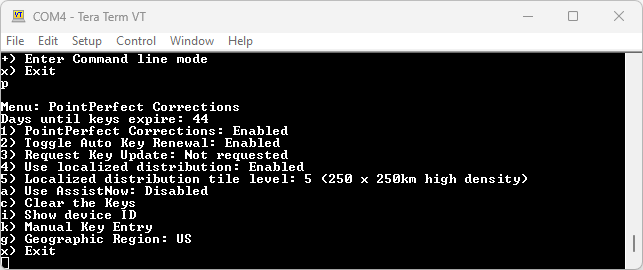 COM4 - Tera Term VT
File Edit Setup Control Window Help
+) Enter Command line mode
x) Exit
p
Menu: PointPerfect Corrections
Days until keys expire: 44
1) PointPerfect Corrections: Enabled
2) Toggle Auto Key Renewal: Enabled
3) Request Key Update: Not requested
4) Use localized distribution: Enabled
5) Localized distribution tile level: 5 (250 x 250km high density)
a) Use AssistNow: Disabled
c) Clear the Keys
i) Show device ID
k) Manual Key Entry
g) Geographic Region: US
x) Exit